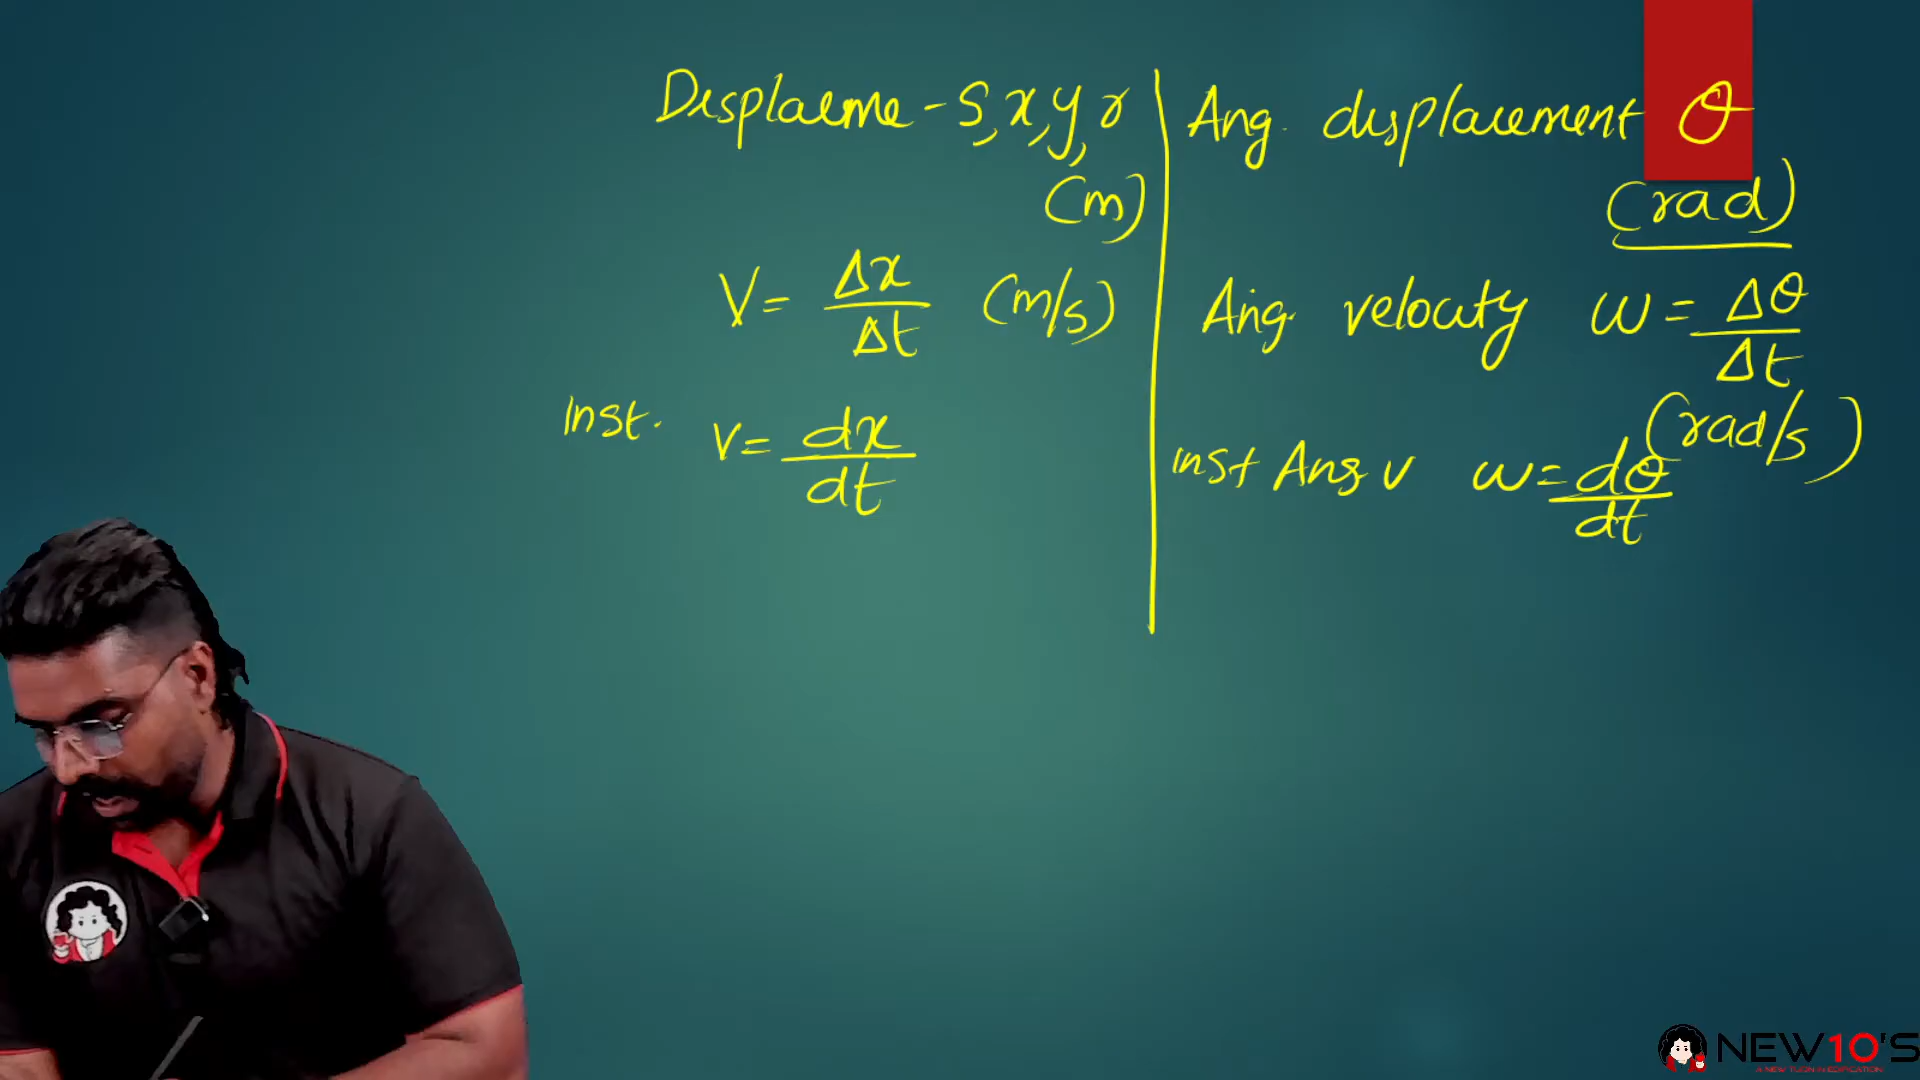 Displaceme - S, x, y, r
(m)
V = Δx/Δt (m/s)
Inst. v = dx/dt
Ang. displacement θ
(rad)
Ang. velocity ω = Δθ/Δt
(rad/s)
inst Ang v ω = dθ/dt
NEW10'S